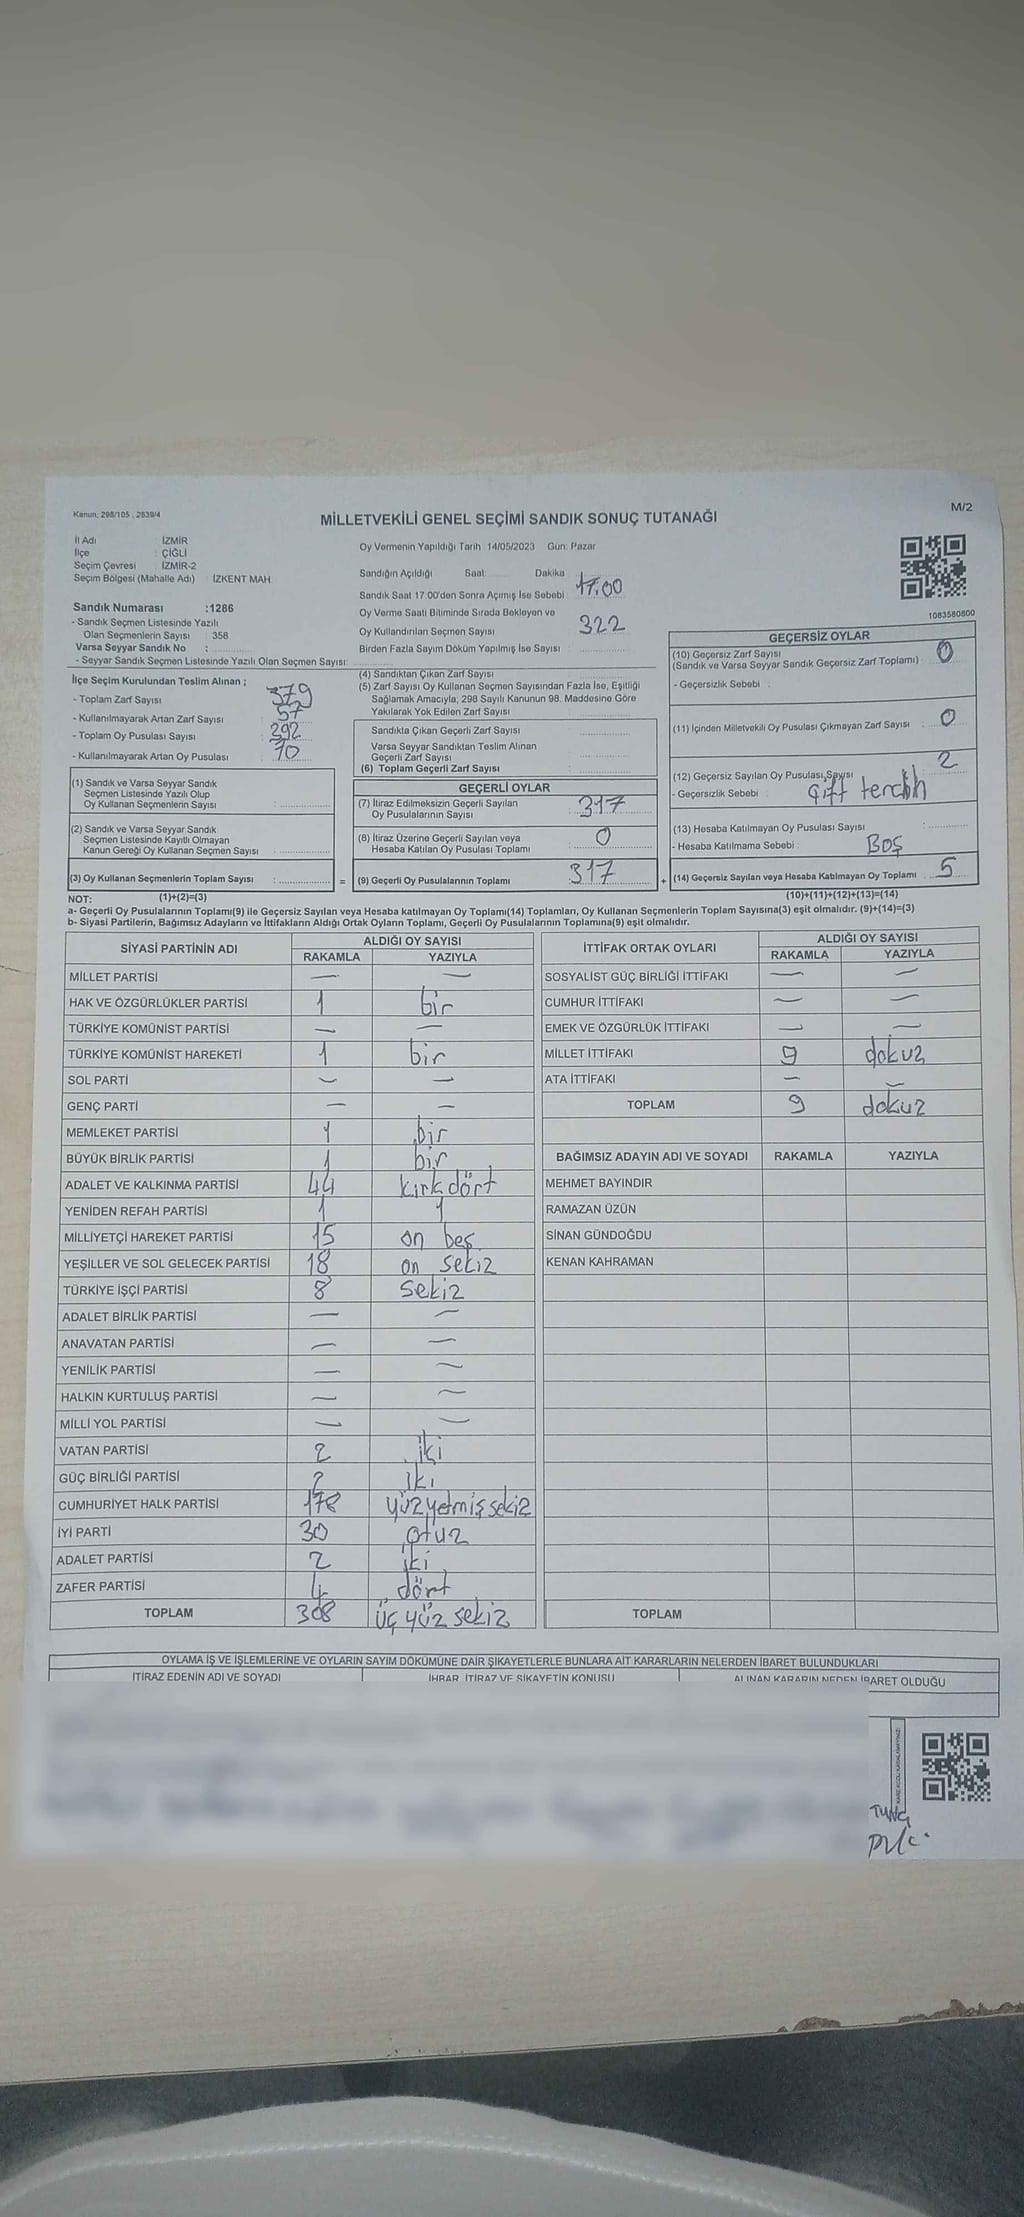 Kanun: 298/105 , 2839/4
M/2
MİLLETVEKİLİ GENEL SEÇİMİ SANDIK SONUÇ TUTANAĞI
İl Adı : İZMİR
İlçe : ÇİĞLİ
Seçim Çevresi : İZMİR-2
Seçim Bölgesi (Mahalle Adı) : İZKENT MAH.
Sandık Numarası :1286
- Sandık Seçmen Listesinde Yazılı
Olan Seçmenlerin Sayısı : 358
Varsa Seyyar Sandık No :
- Seyyar Sandık Seçmen Listesinde Yazılı Olan Seçmen Sayısı:
Oy Vermenin Yapıldığı Tarih 14/05/2023 Gün: Pazar
Sandığın Açıldığı Saat: Dakika 17.00
Sandık Saat 17.00'den Sonra Açımış İse Sebebi
Oy Verme Saati Bitiminde Sırada Bekleyen ve
Oy Kullandırılan Seçmen Sayısı 322
Birden Fazla Sayım Döküm Yapılmış İse Sayısı :
1083580800
İlçe Seçim Kurulundan Teslim Alınan ;
- Toplam Zarf Sayısı : 379
- Kullanılmayarak Artan Zarf Sayısı : 57
- Toplam Oy Pusulası Sayısı : 392
- Kullanılmayarak Artan Oy Pusulası : 70
(1) Sandık ve Varsa Seyyar Sandık
Seçmen Listesinde Yazılı Olup
Oy Kullanan Seçmenlerin Sayısı :
(2) Sandık ve Varsa Seyyar Sandık
Seçmen Listesinde Kayıtlı Olmayan
Kanun Gereği Oy Kullanan Seçmen Sayısı :
(3) Oy Kullanan Seçmenlerin Toplam Sayısı :
(4) Sandıktan Çıkan Zarf Sayısı
(5) Zarf Sayısı Oy Kullanan Seçmen Sayısından Fazla İse, Eşitliği
Sağlamak Amacıyla; 298 Sayılı Kanunun 98. Maddesine Göre
Yakılarak Yok Edilen Zarf Sayısı
Sandıkta Çıkan Geçerli Zarf Sayısı
Varsa Seyyar Sandıktan Teslim Alınan
Geçerli Zarf Sayısı
(6) Toplam Geçerli Zarf Sayısı :
GEÇERLİ OYLAR
(7) İtiraz Edilmeksizin Geçerli Sayılan
Oy Pusulalarının Sayısı : 317
(8) İtiraz Üzerine Geçerli Sayılan veya
Hesaba Katılan Oy Pusulası Toplamı : 0
= (9) Geçerli Oy Pusulalarının Toplamı 317 +
GEÇERSİZ OYLAR
(10) Geçersiz Zarf Sayısı
(Sandık ve Varsa Seyyar Sandık Geçersiz Zarf Toplamı) : 0
- Geçersizlik Sebebi :
(11) İçinden Milletvekili Oy Pusulası Çıkmayan Zarf Sayısı : 0
(12) Geçersiz Sayılan Oy Pusulası Sayısı : 2
- Geçersizlik Sebebi : çift tercih
(13) Hesaba Katılmayan Oy Pusulası Sayısı :
- Hesaba Katılmama Sebebi : BOŞ
(14) Geçersiz Sayılan veya Hesaba Katılmayan Oy Toplamı : 5
NOT: (1)+(2)=(3) (10)+(11)+(12)+(13)=(14)
a- Geçerli Oy Pusulalarının Toplamı(9) ile Geçersiz Sayılan veya Hesaba katılmayan Oy Toplamı(14) Toplamları, Oy Kullanan Seçmenlerin Toplam Sayısına(3) eşit olmalıdır. (9)+(14)=(3)
b- Siyasi Partilerin, Bağımsız Adayların ve İttifakların Aldığı Ortak Oyların Toplamı, Geçerli Oy Pusulalarının Toplamına(9) eşit olmalıdır.
SİYASİ PARTİNİN ADI ALDIĞI OY SAYISI
RAKAMLA YAZIYLA
MİLLET PARTİSİ — —
HAK VE ÖZGÜRLÜKLER PARTİSİ 1 bir
TÜRKİYE KOMÜNİST PARTİSİ — —
TÜRKİYE KOMÜNİST HAREKETİ 1 bir
SOL PARTİ — —
GENÇ PARTİ — —
MEMLEKET PARTİSİ 1 bir
BÜYÜK BİRLİK PARTİSİ 1 bir
ADALET VE KALKINMA PARTİSİ 44 kırkdört
YENİDEN REFAH PARTİSİ 1 1
MİLLİYETÇİ HAREKET PARTİSİ 15 on beş
YEŞİLLER VE SOL GELECEK PARTİSİ 18 on sekiz
TÜRKİYE İŞÇİ PARTİSİ 8 sekiz
ADALET BİRLİK PARTİSİ — —
ANAVATAN PARTİSİ — —
YENİLİK PARTİSİ — —
HALKIN KURTULUŞ PARTİSİ — —
MİLLİ YOL PARTİSİ — —
VATAN PARTİSİ 2 iki
GÜÇ BİRLİĞİ PARTİSİ 2 iki
CUMHURİYET HALK PARTİSİ 178 yüzyetmişsekiz
İYİ PARTİ 30 otuz
ADALET PARTİSİ 2 iki
ZAFER PARTİSİ 4 dört
TOPLAM 308 üç yüz sekiz
İTTİFAK ORTAK OYLARI ALDIĞI OY SAYISI
RAKAMLA YAZIYLA
SOSYALİST GÜÇ BİRLİĞİ İTTİFAKI — —
CUMHUR İTTİFAKI — —
EMEK VE ÖZGÜRLÜK İTTİFAKI — —
MİLLET İTTİFAKI 9 dokuz
ATA İTTİFAKI — —
TOPLAM 9 dokuz
BAĞIMSIZ ADAYIN ADI VE SOYADI RAKAMLA YAZIYLA
MEHMET BAYINDIR
RAMAZAN ÜZÜN
SİNAN GÜNDOĞDU
KENAN KAHRAMAN
TOPLAM
OYLAMA İŞ VE İŞLEMLERİNE VE OYLARIN SAYIM DÖKÜMÜNE DAİR ŞİKAYETLERLE BUNLARA AİT KARARLARIN NELERDEN İBARET BULUNDUKLARI
İTİRAZ EDENİN ADI VE SOYADI İHBAR, İTİRAZ VE ŞİKAYETİN KONUSU ALINAN KARARIN NEDEN İBARET OLDUĞU